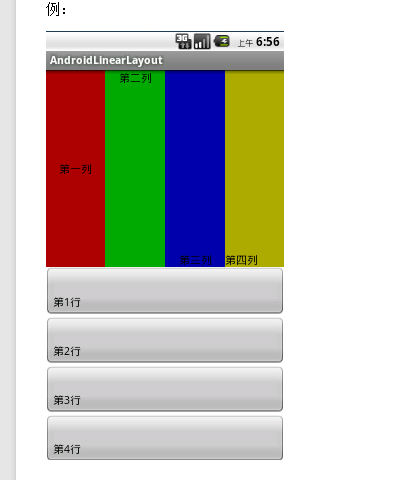 例：
3G
上午 6:56
AndroidLinearLayout
第二列
第一列
第三列 第四列
第1行
第2行
第3行
第4行